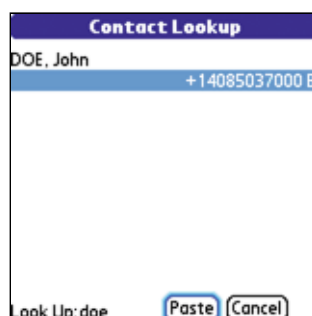 Contact Lookup
DOE, John
+14085037000 E
Look Up: doe
Paste
Cancel